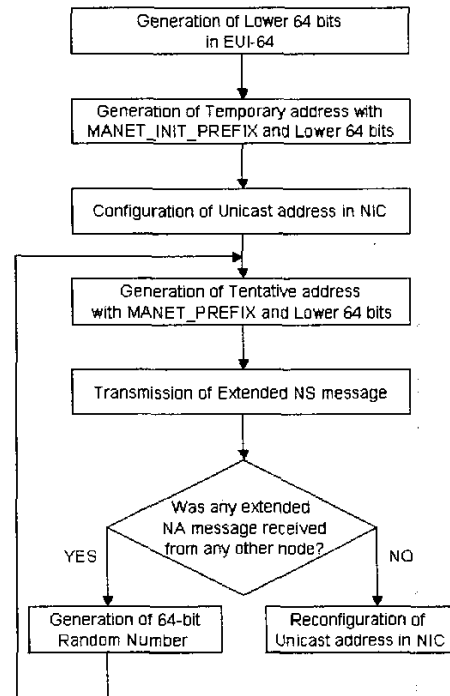 Generation of Lower 64 bits
in EUI-64
Generation of Temporary address with
MANET_INIT_PREFIX and Lower 64 bits
Configuration of Unicast address in NIC
Generation of Tentative address
with MANET_PREFIX and Lower 64 bits
Transmission of Extended NS message
Was any extended
NA message received
from any other node?
YES
NO
Generation of 64-bit
Random Number
Reconfiguration of
Unicast address in NIC